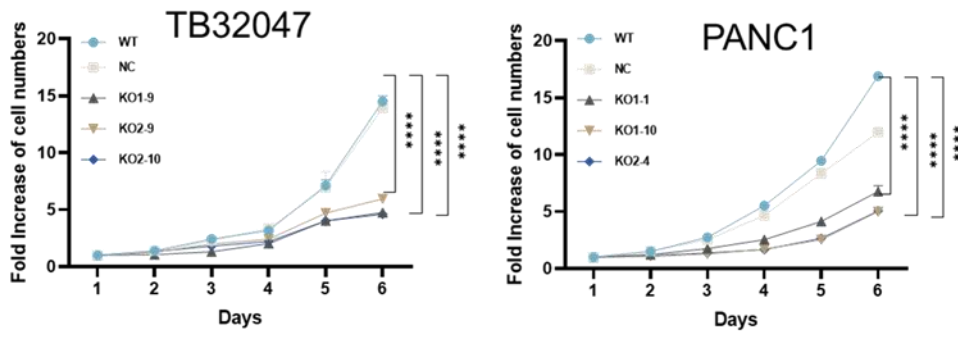 TB32047
Fold Increase of cell numbers
20
15
10
5
0
WT
NC
KO1-9
KO2-9
KO2-10
****
****
****
1 2 3 4 5 6
Days
PANC1
Fold Increase of cell numbers
20
15
10
5
0
WT
NC
KO1-1
KO1-10
KO2-4
****
****
****
1 2 3 4 5 6
Days